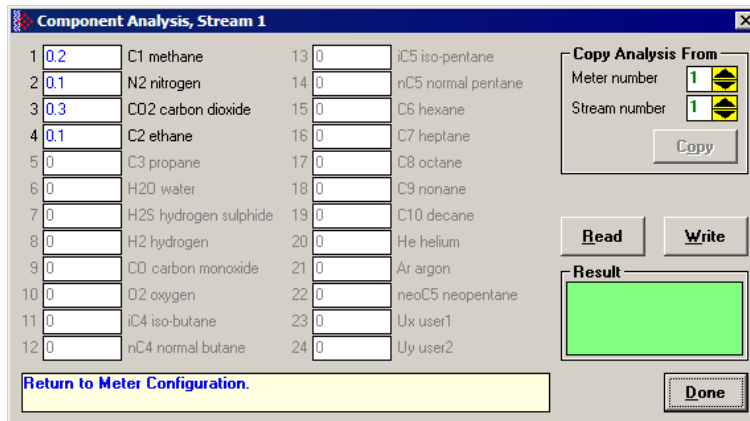 Component Analysis, Stream 1
1 0.2 C1 methane
2 0.1 N2 nitrogen
3 0.3 CO2 carbon dioxide
4 0.1 C2 ethane
5 0 C3 propane
6 0 H2O water
7 0 H2S hydrogen sulphide
8 0 H2 hydrogen
9 0 CO carbon monoxide
10 0 O2 oxygen
11 0 iC4 iso-butane
12 0 nC4 normal butane
13 0 iC5 iso-pentane
14 0 nC5 normal pentane
15 0 C6 hexane
16 0 C7 heptane
17 0 C8 octane
18 0 C9 nonane
19 0 C10 decane
20 0 He helium
21 0 Ar argon
22 0 neoC5 neopentane
23 0 Ux user1
24 0 Uy user2
Copy Analysis From
Meter number 1
Stream number 1
Copy
Read Write
Result
Return to Meter Configuration.
Done